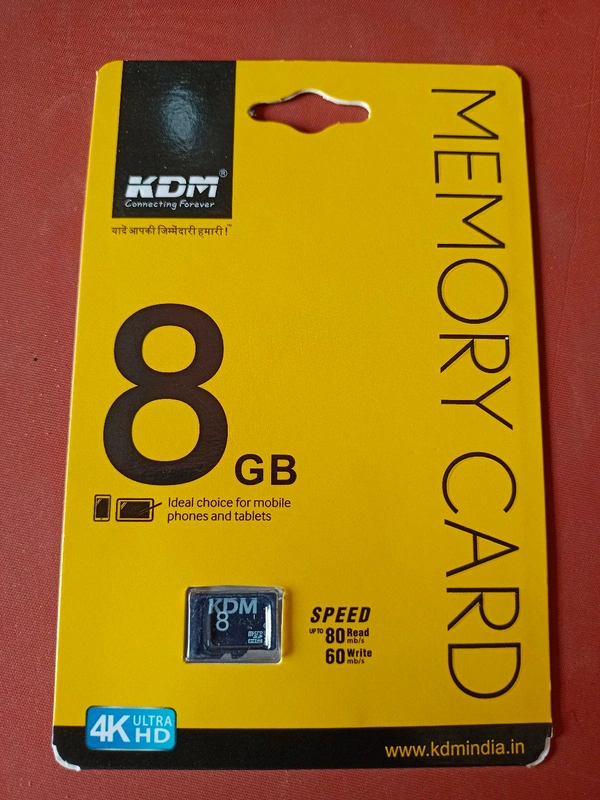 KDM®
Connecting Forever
यादें आपकी जिम्मेदारी हमारी!™
MEMORY CARD
8 GB
Ideal choice for mobile
phones and tablets
KDM
8
SPEED
UPTO 80 Read mb/s
60 Write mb/s
4K ULTRA HD
www.kdmindia.in